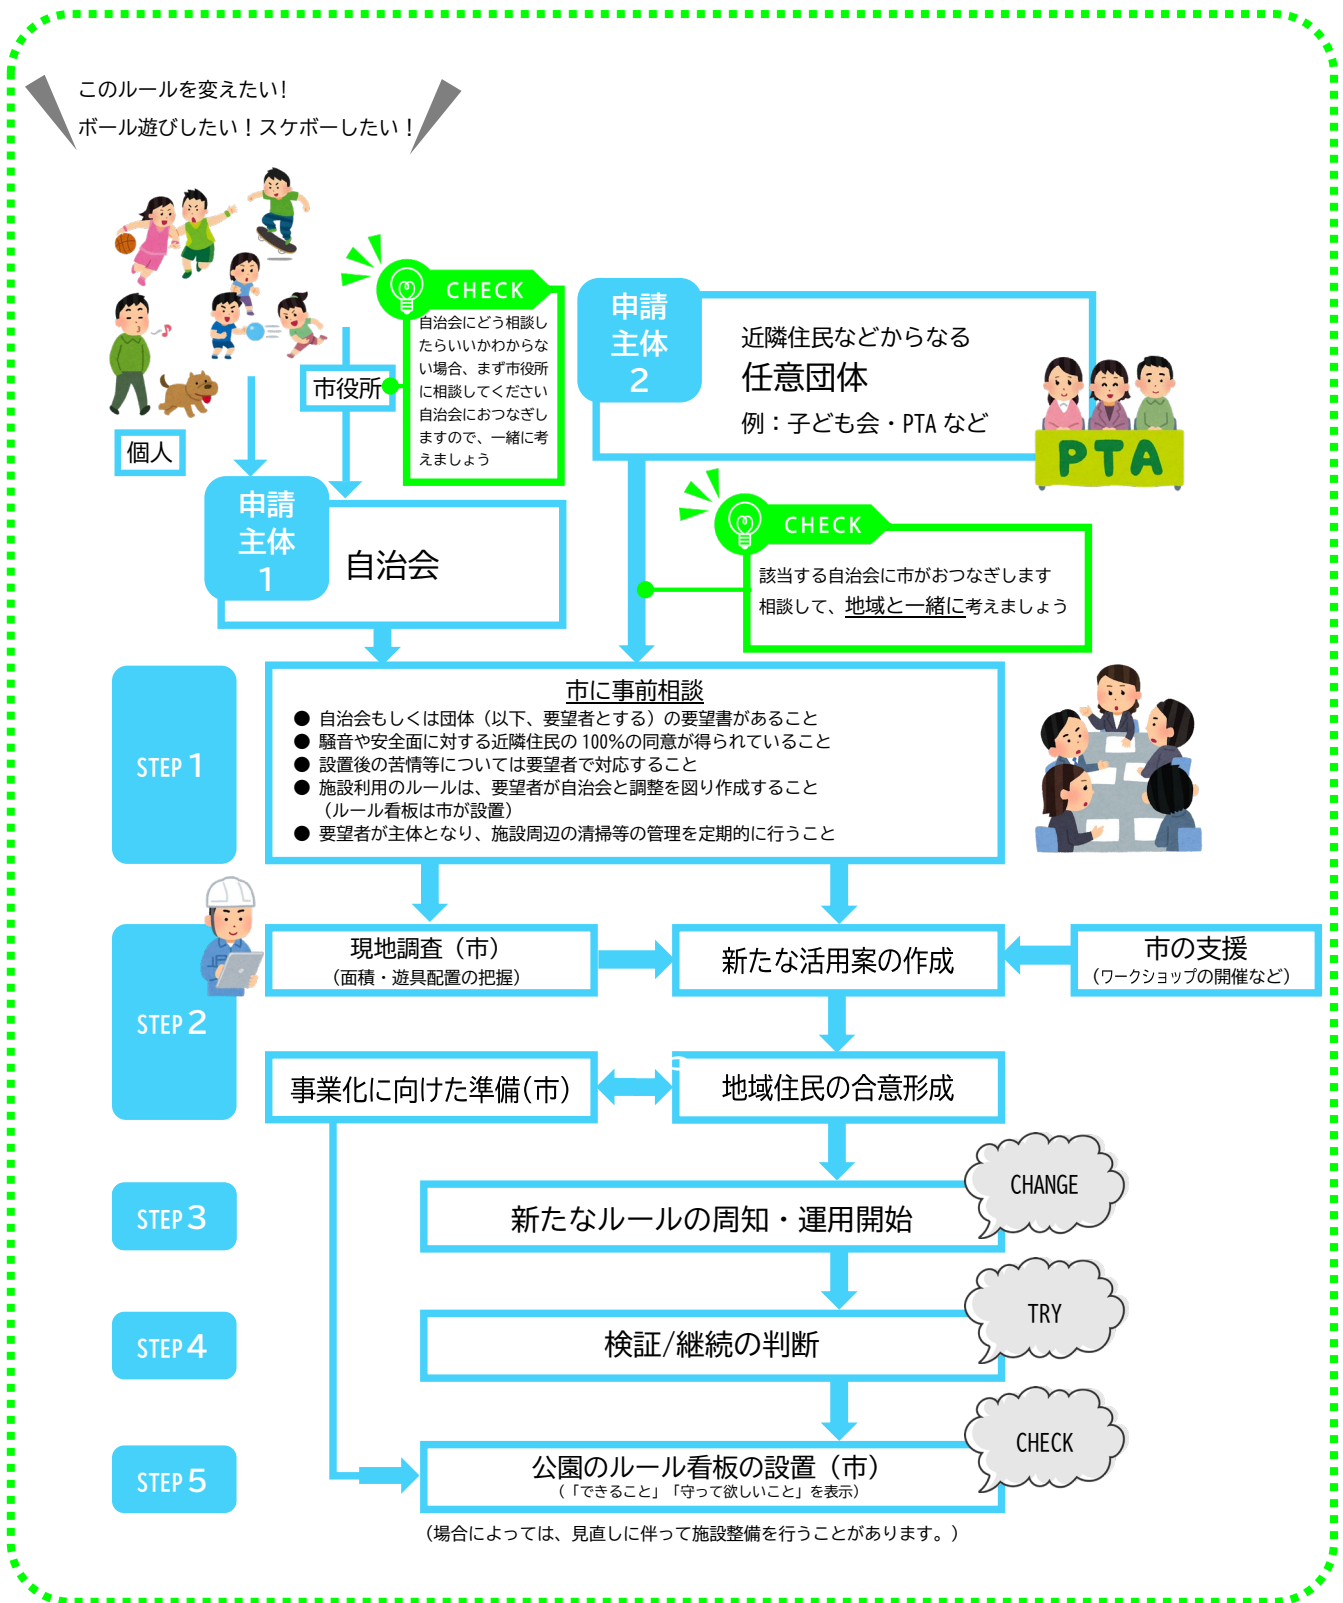 このルールを変えたい！
ボール遊びしたい！スケボーしたい！
CHECK
自治会にどう相談し
たらいいかわからな
い場合、まず市役所
に相談してください
自治会におつなぎし
ますので、一緒に考
えましょう
市役所
個人
申請
主体
1
自治会
申請
主体
2
近隣住民などからなる
任意団体
例：子ども会・PTA など
PTA
CHECK
該当する自治会に市がおつなぎします
相談して、地域と一緒に考えましょう
STEP 1
市に事前相談
● 自治会もしくは団体（以下、要望者とする）の要望書があること
● 騒音や安全面に対する近隣住民の 100%の同意が得られていること
● 設置後の苦情等については要望者で対応すること
● 施設利用のルールは、要望者が自治会と調整を図り作成すること
（ルール看板は市が設置）
● 要望者が主体となり、施設周辺の清掃等の管理を定期的に行うこと
STEP 2
現地調査（市）
（面積・遊具配置の把握）
新たな活用案の作成
市の支援
（ワークショップの開催など）
事業化に向けた準備（市）
地域住民の合意形成
STEP 3
新たなルールの周知・運用開始
CHANGE
STEP 4
検証/継続の判断
TRY
STEP 5
公園のルール看板の設置（市）
（「できること」「守って欲しいこと」を表示）
CHECK
（場合によっては、見直しに伴って施設整備を行うことがあります。）